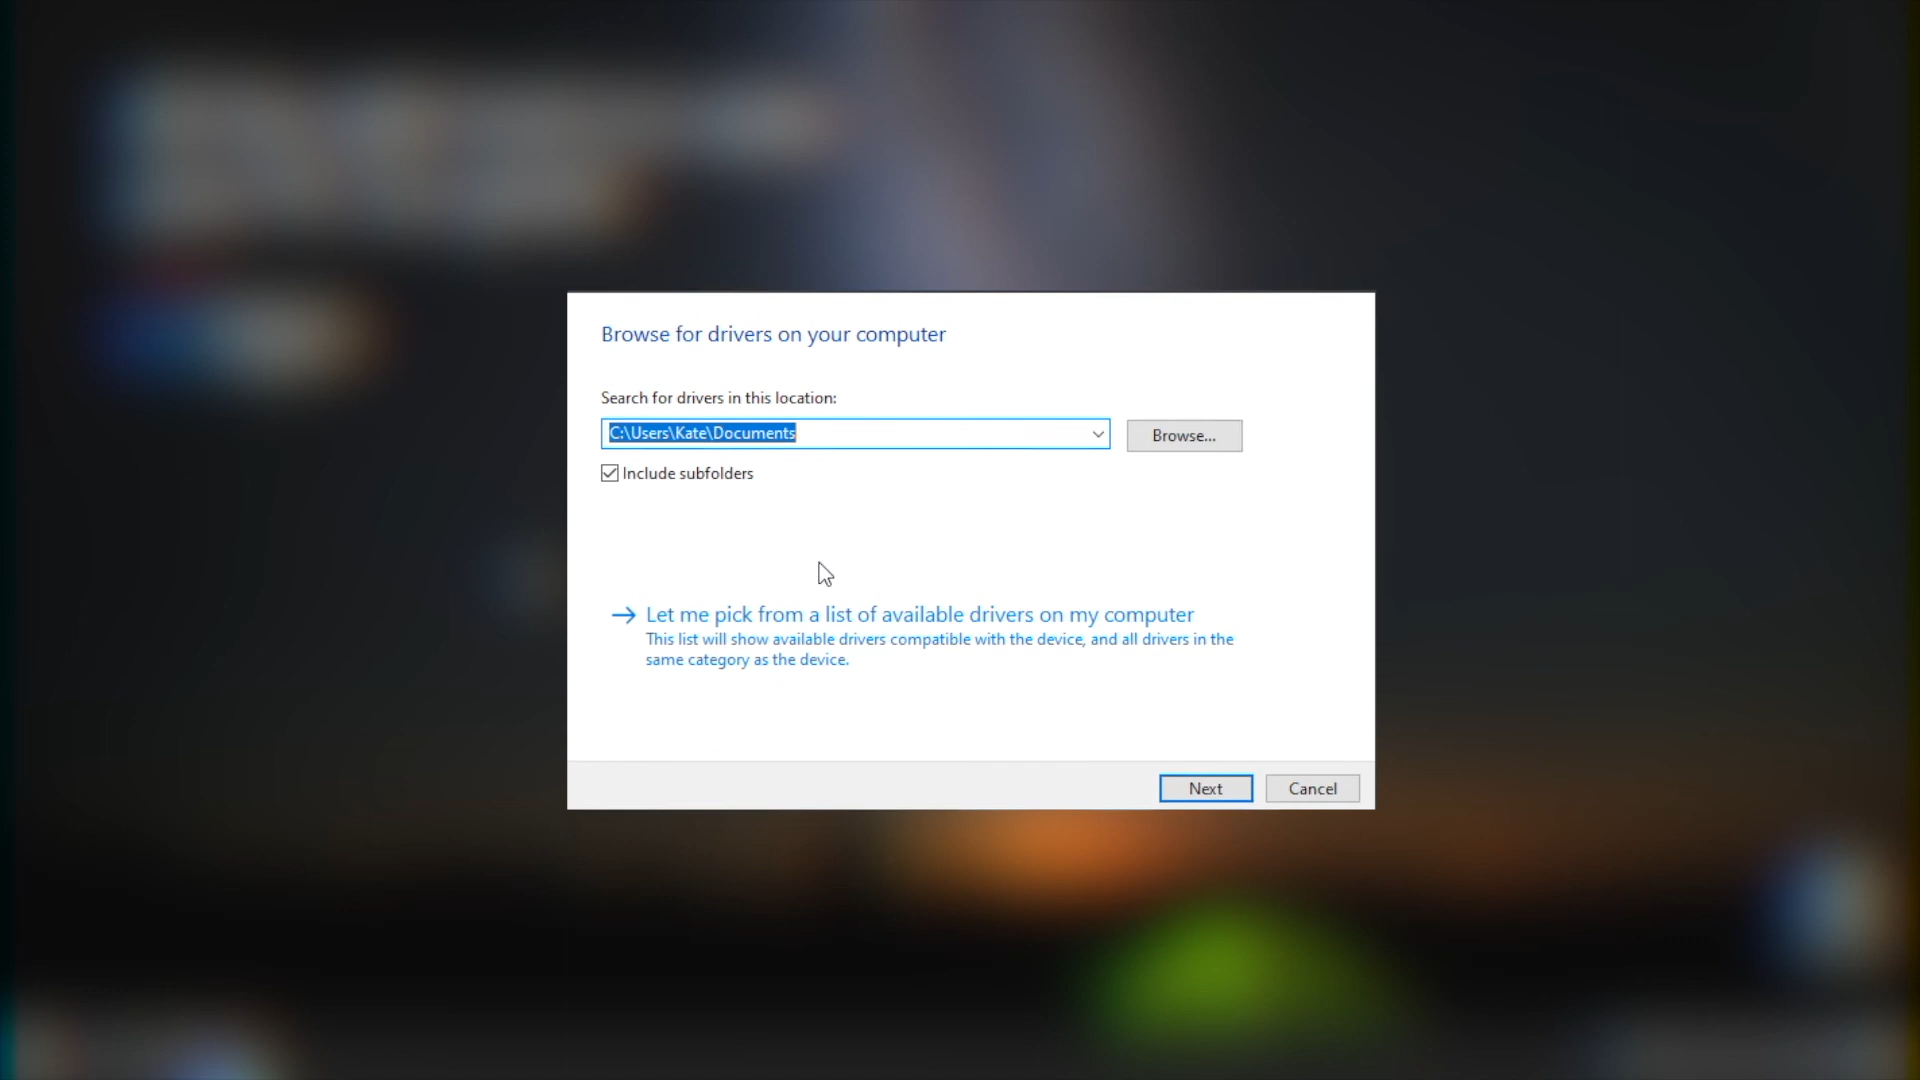 Browse for drivers on your computer
Search for drivers in this location:
C:\Users\Kate\Documents
Browse...
Include subfolders
Let me pick from a list of available drivers on my computer
This list will show available drivers compatible with the device, and all drivers in the
same category as the device.
Next
Cancel